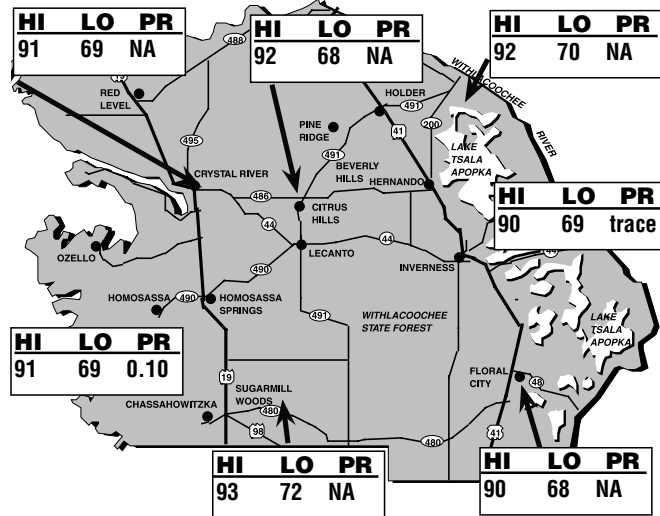 HI LO PR
91 69 NA
HI LO PR
92 68 NA
HI LO PR
92 70 NA
19
488
RED
LEVEL
WITHLACOOCHEE
RIVER
HOLDER
491
41
200
PINE
RIDGE
495
491
BEVERLY
HILLS
LAKE
TSALA
APOPKA
CRYSTAL RIVER
HERNANDO
486
CITRUS
HILLS
HI LO PR
90 69 trace
44
44
44
OZELLO
LECANTO
INVERNESS
490
HOMOSASSA
490
HOMOSASSA
SPRINGS
491
WITHLACOOCHEE
STATE FOREST
LAKE
TSALA
APOPKA
HI LO PR
91 69 0.10
19
SUGARMILL
WOODS
FLORAL
CITY
48
CHASSAHOWITZKA
480
98
480
41
HI LO PR
93 72 NA
HI LO PR
90 68 NA